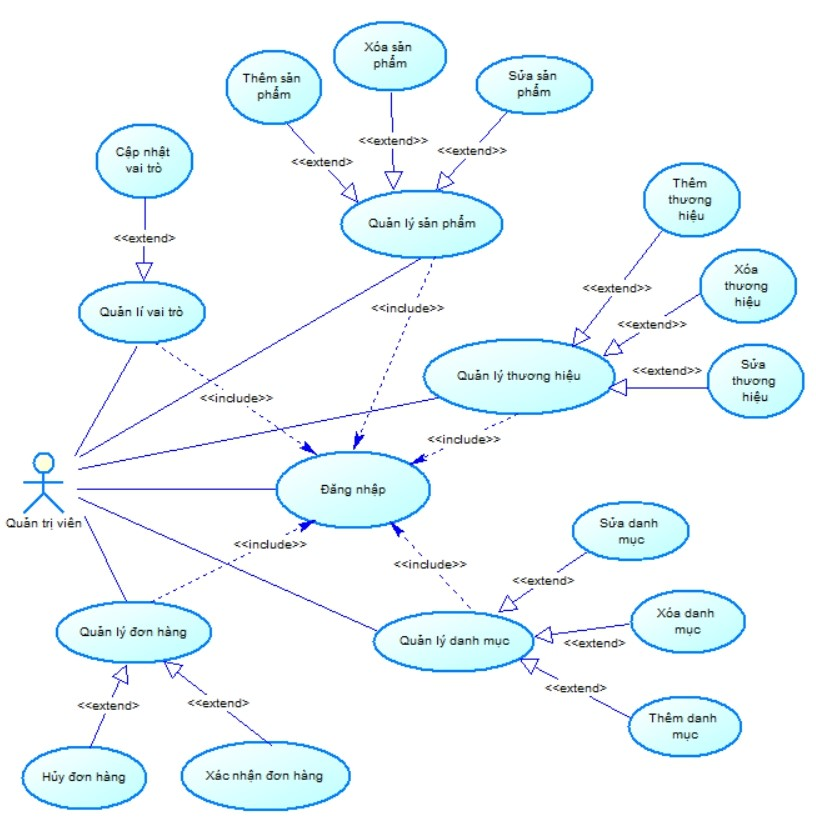 Xóa sản
phẩm
Thêm sản
phẩm
Sửa sản
phẩm
<<extend>>
<<extend>
<<extend>>
Cập nhật
vai trò
Thêm
thương
hiệu
Quản lý sản phẩm
<<extend>
Xóa
thương
hiệu
<<extend>>
Quản lí vai trò
<<include>>
<<extend>>
Sửa
thương
hiệu
<<extend>>
Quản lý thương hiệu
<<include>>
<<include>>
Đăng nhập
Quản trị viên
Sửa danh
mục
<<include>>
<<include>>
<<extend>
Xóa danh
mục
Quản lý đơn hàng
Quản lý danh mục
<<extend>>
<<extend>
<<extend>
<<extend>
Thêm danh
mục
Hủy đơn hàng
Xác nhận đơn hàng